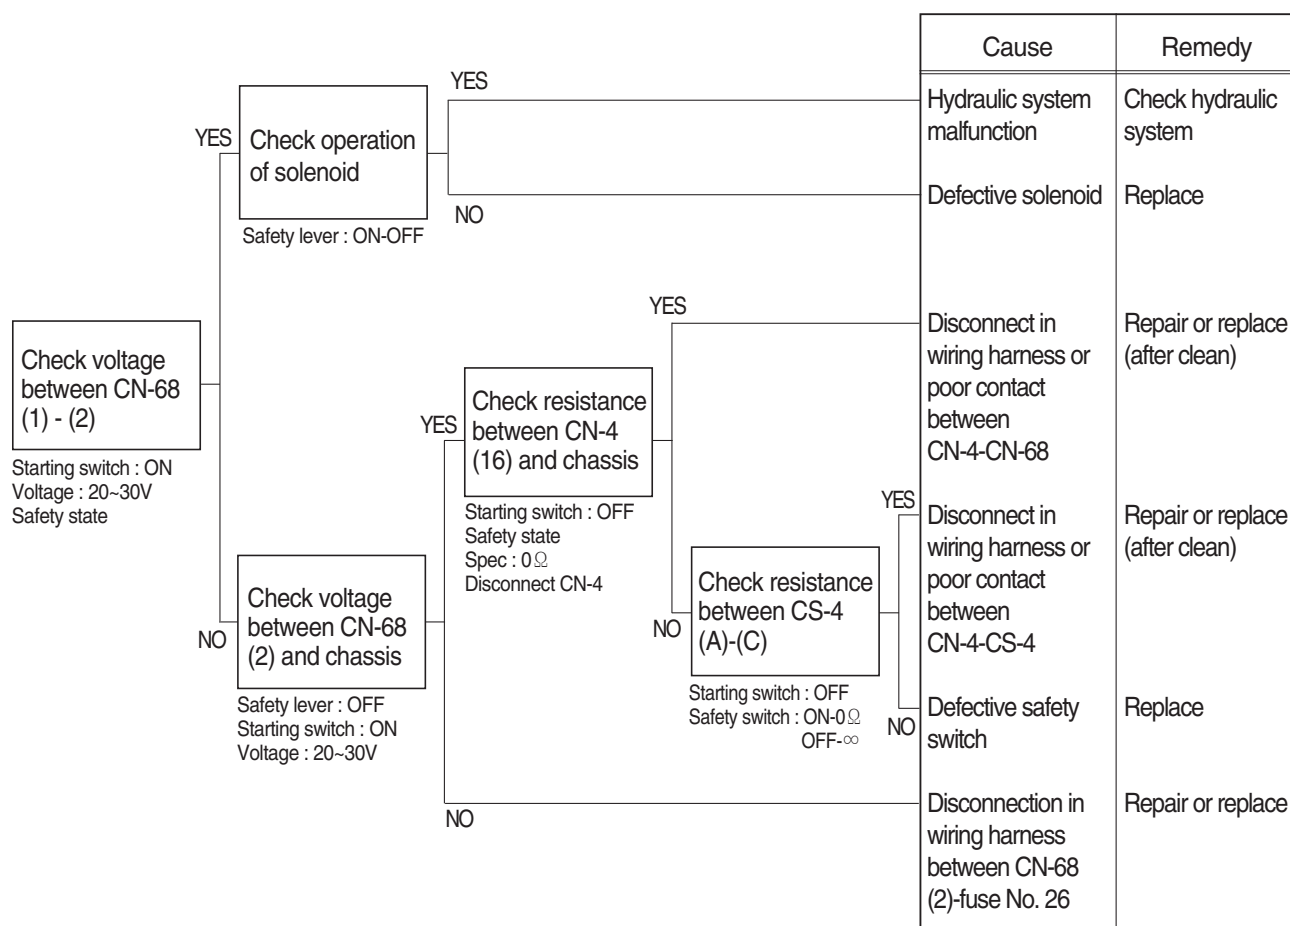 Cause
Remedy
YES
Hydraulic system
malfunction
Check hydraulic
system
YES
Check operation
of solenoid
NO
Defective solenoid
Replace
Safety lever : ON-OFF
Check voltage
between CN-68
(1) - (2)
Starting switch : ON
Voltage : 20~30V
Safety state
YES
Disconnect in
wiring harness or
poor contact
between
CN-4-CN-68
Repair or replace
(after clean)
YES
Check resistance
between CN-4
(16) and chassis
Starting switch : OFF
Safety state
Spec : 0Ω
Disconnect CN-4
YES
Disconnect in
wiring harness or
poor contact
between
CN-4-CS-4
Repair or replace
(after clean)
NO
Check resistance
between CS-4
(A)-(C)
Starting switch : OFF
Safety switch : ON-0Ω
OFF-∞
NO
Defective safety
switch
Replace
NO
Check voltage
between CN-68
(2) and chassis
Safety lever : OFF
Starting switch : ON
Voltage : 20~30V
NO
Disconnection in
wiring harness
between CN-68
(2)-fuse No. 26
Repair or replace